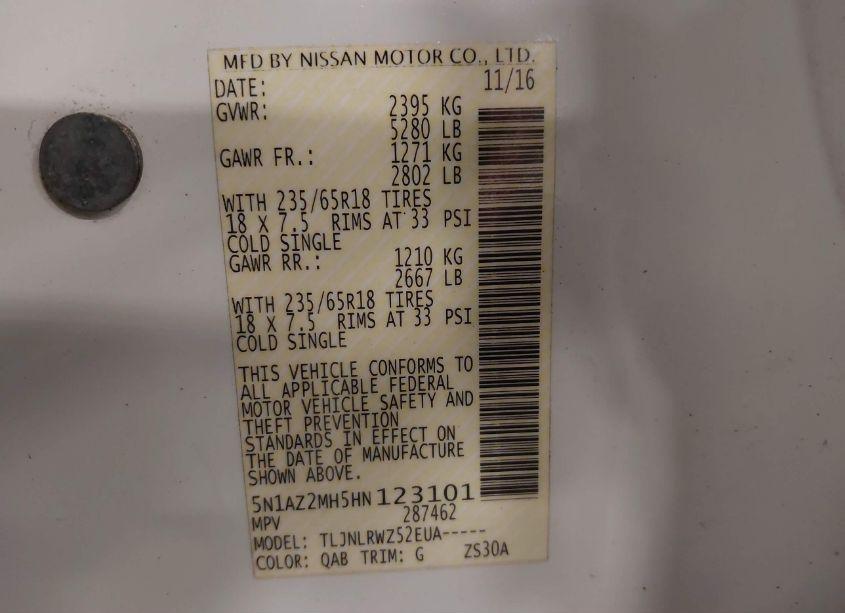 MFD BY NISSAN MOTOR CO., LTD.
DATE: 11/16
GVWR: 2395 KG
5280 LB
GAWR FR.: 1271 KG
2802 LB
WITH 235/65R18 TIRES
18 X 7.5 RIMS AT 33 PSI
COLD SINGLE
GAWR RR.: 1210 KG
2667 LB
WITH 235/65R18 TIRES
18 X 7.5 RIMS AT 33 PSI
COLD SINGLE
THIS VEHICLE CONFORMS TO
ALL APPLICABLE FEDERAL
MOTOR VEHICLE SAFETY AND
THEFT PREVENTION
STANDARDS IN EFFECT ON
THE DATE OF MANUFACTURE
SHOWN ABOVE.
5N1AZ2MH5HN123101
MPV 287462
MODEL: TLJNLRWZ52EUA-----
COLOR: QAB TRIM: G ZS30A